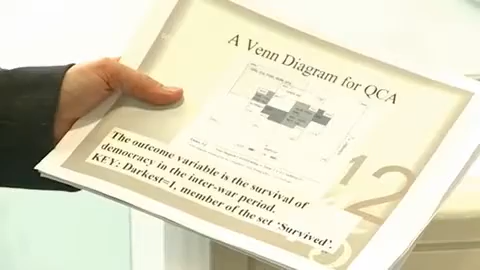 A Venn Diagram for QCA
The outcome variable is the survival of
democracy in the inter-war period.
KEY: Darkest=1, member of the set 'Survived'.
12